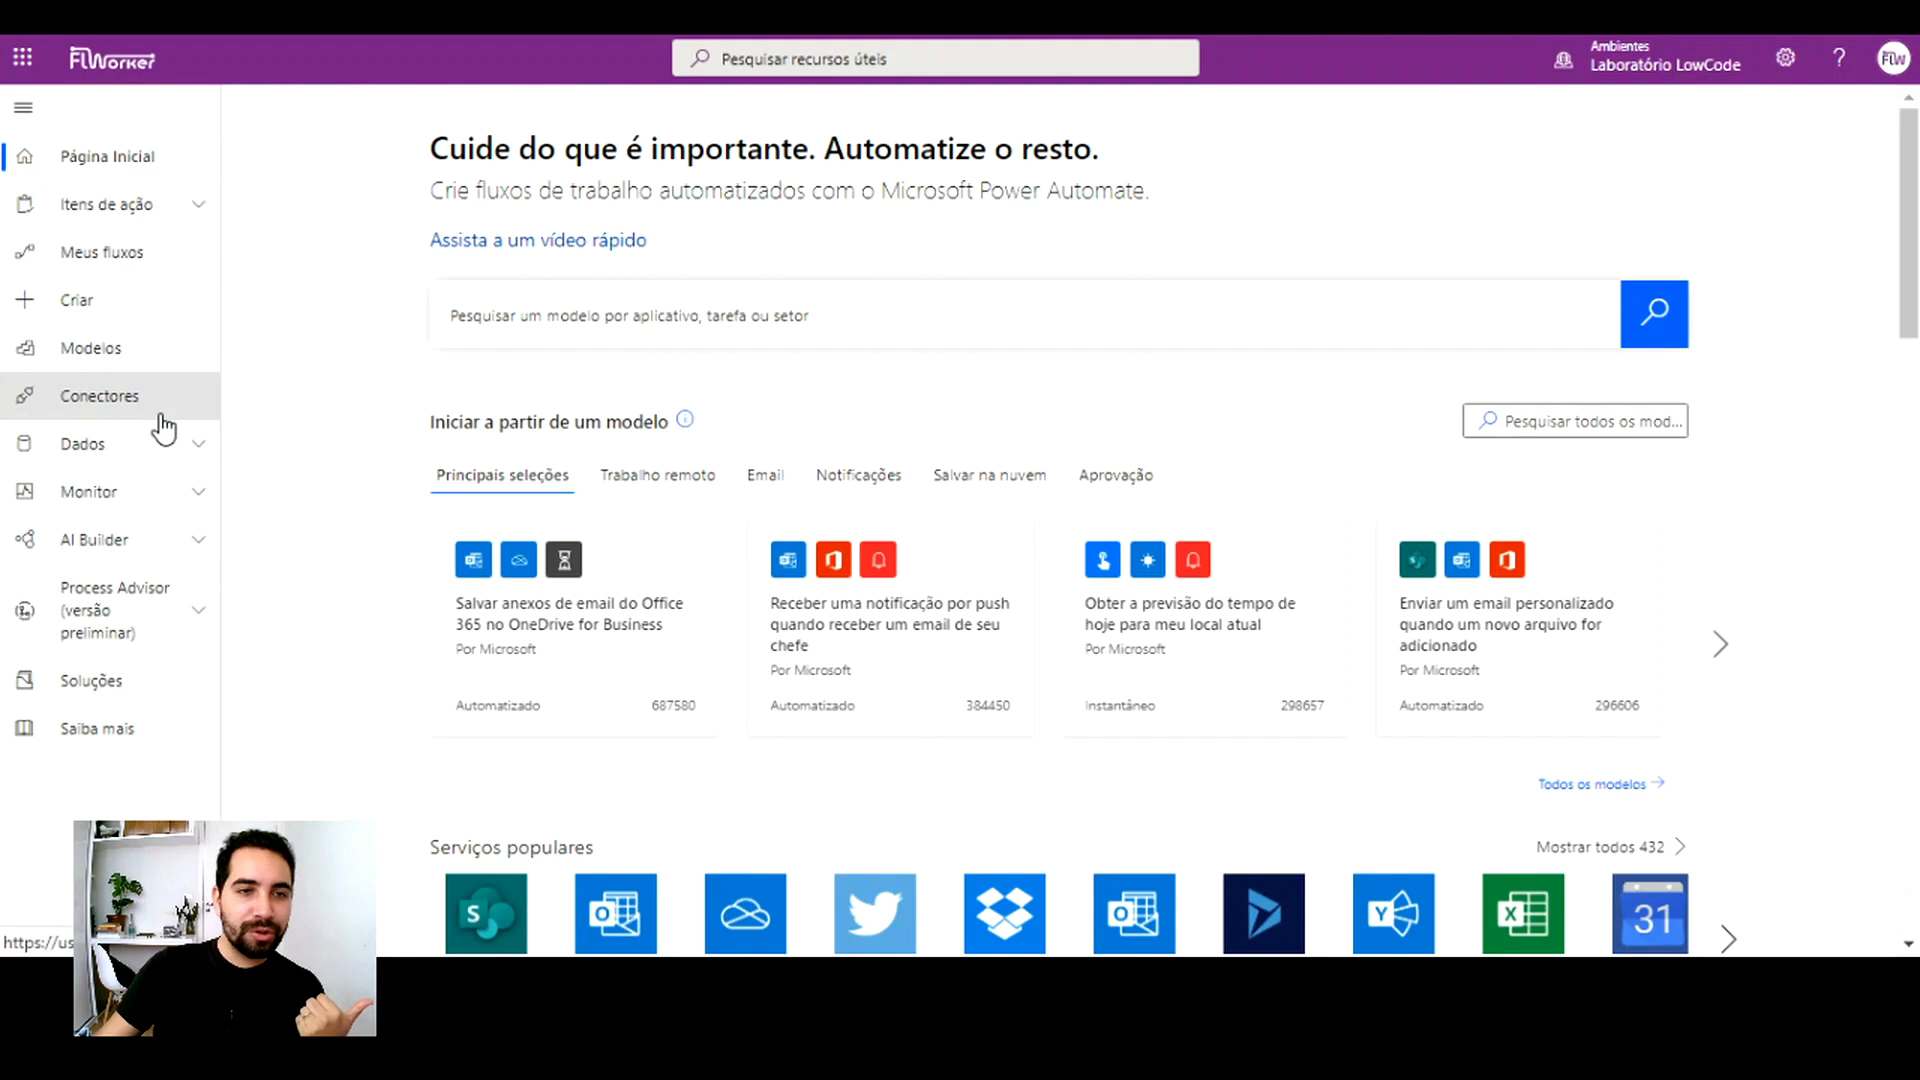 FLWorker
Pesquisar recursos úteis
Ambientes
Laboratório LowCode
?
FLW
Página Inicial
Itens de ação
Meus fluxos
Criar
Modelos
Conectores
Dados
Monitor
AI Builder
Process Advisor
(versão
preliminar)
Soluções
Saiba mais
https://us
Cuide do que é importante. Automatize o resto.
Crie fluxos de trabalho automatizados com o Microsoft Power Automate.
Assista a um vídeo rápido
Pesquisar um modelo por aplicativo, tarefa ou setor
Iniciar a partir de um modelo
Pesquisar todos os mod...
Principais seleções
Trabalho remoto
Email
Notificações
Salvar na nuvem
Aprovação
Salvar anexos de email do Office
365 no OneDrive for Business
Por Microsoft
Automatizado 687580
Receber uma notificação por push
quando receber um email de seu
chefe
Por Microsoft
Automatizado 384450
Obter a previsão do tempo de
hoje para meu local atual
Por Microsoft
Instantâneo 298657
Enviar um email personalizado
quando um novo arquivo for
adicionado
Por Microsoft
Automatizado 296606
Todos os modelos
Serviços populares
Mostrar todos 432
S
O
O
Y
X
31